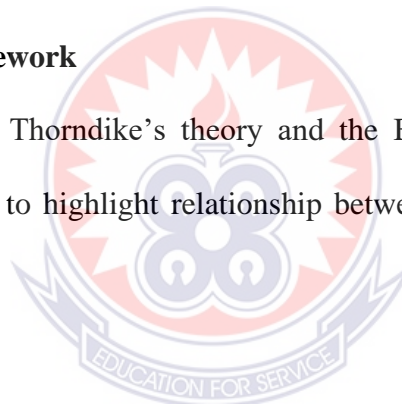 ework
Thorndike’s theory and the
to highlight relationship betwe
EDUCATION FOR SERVICE